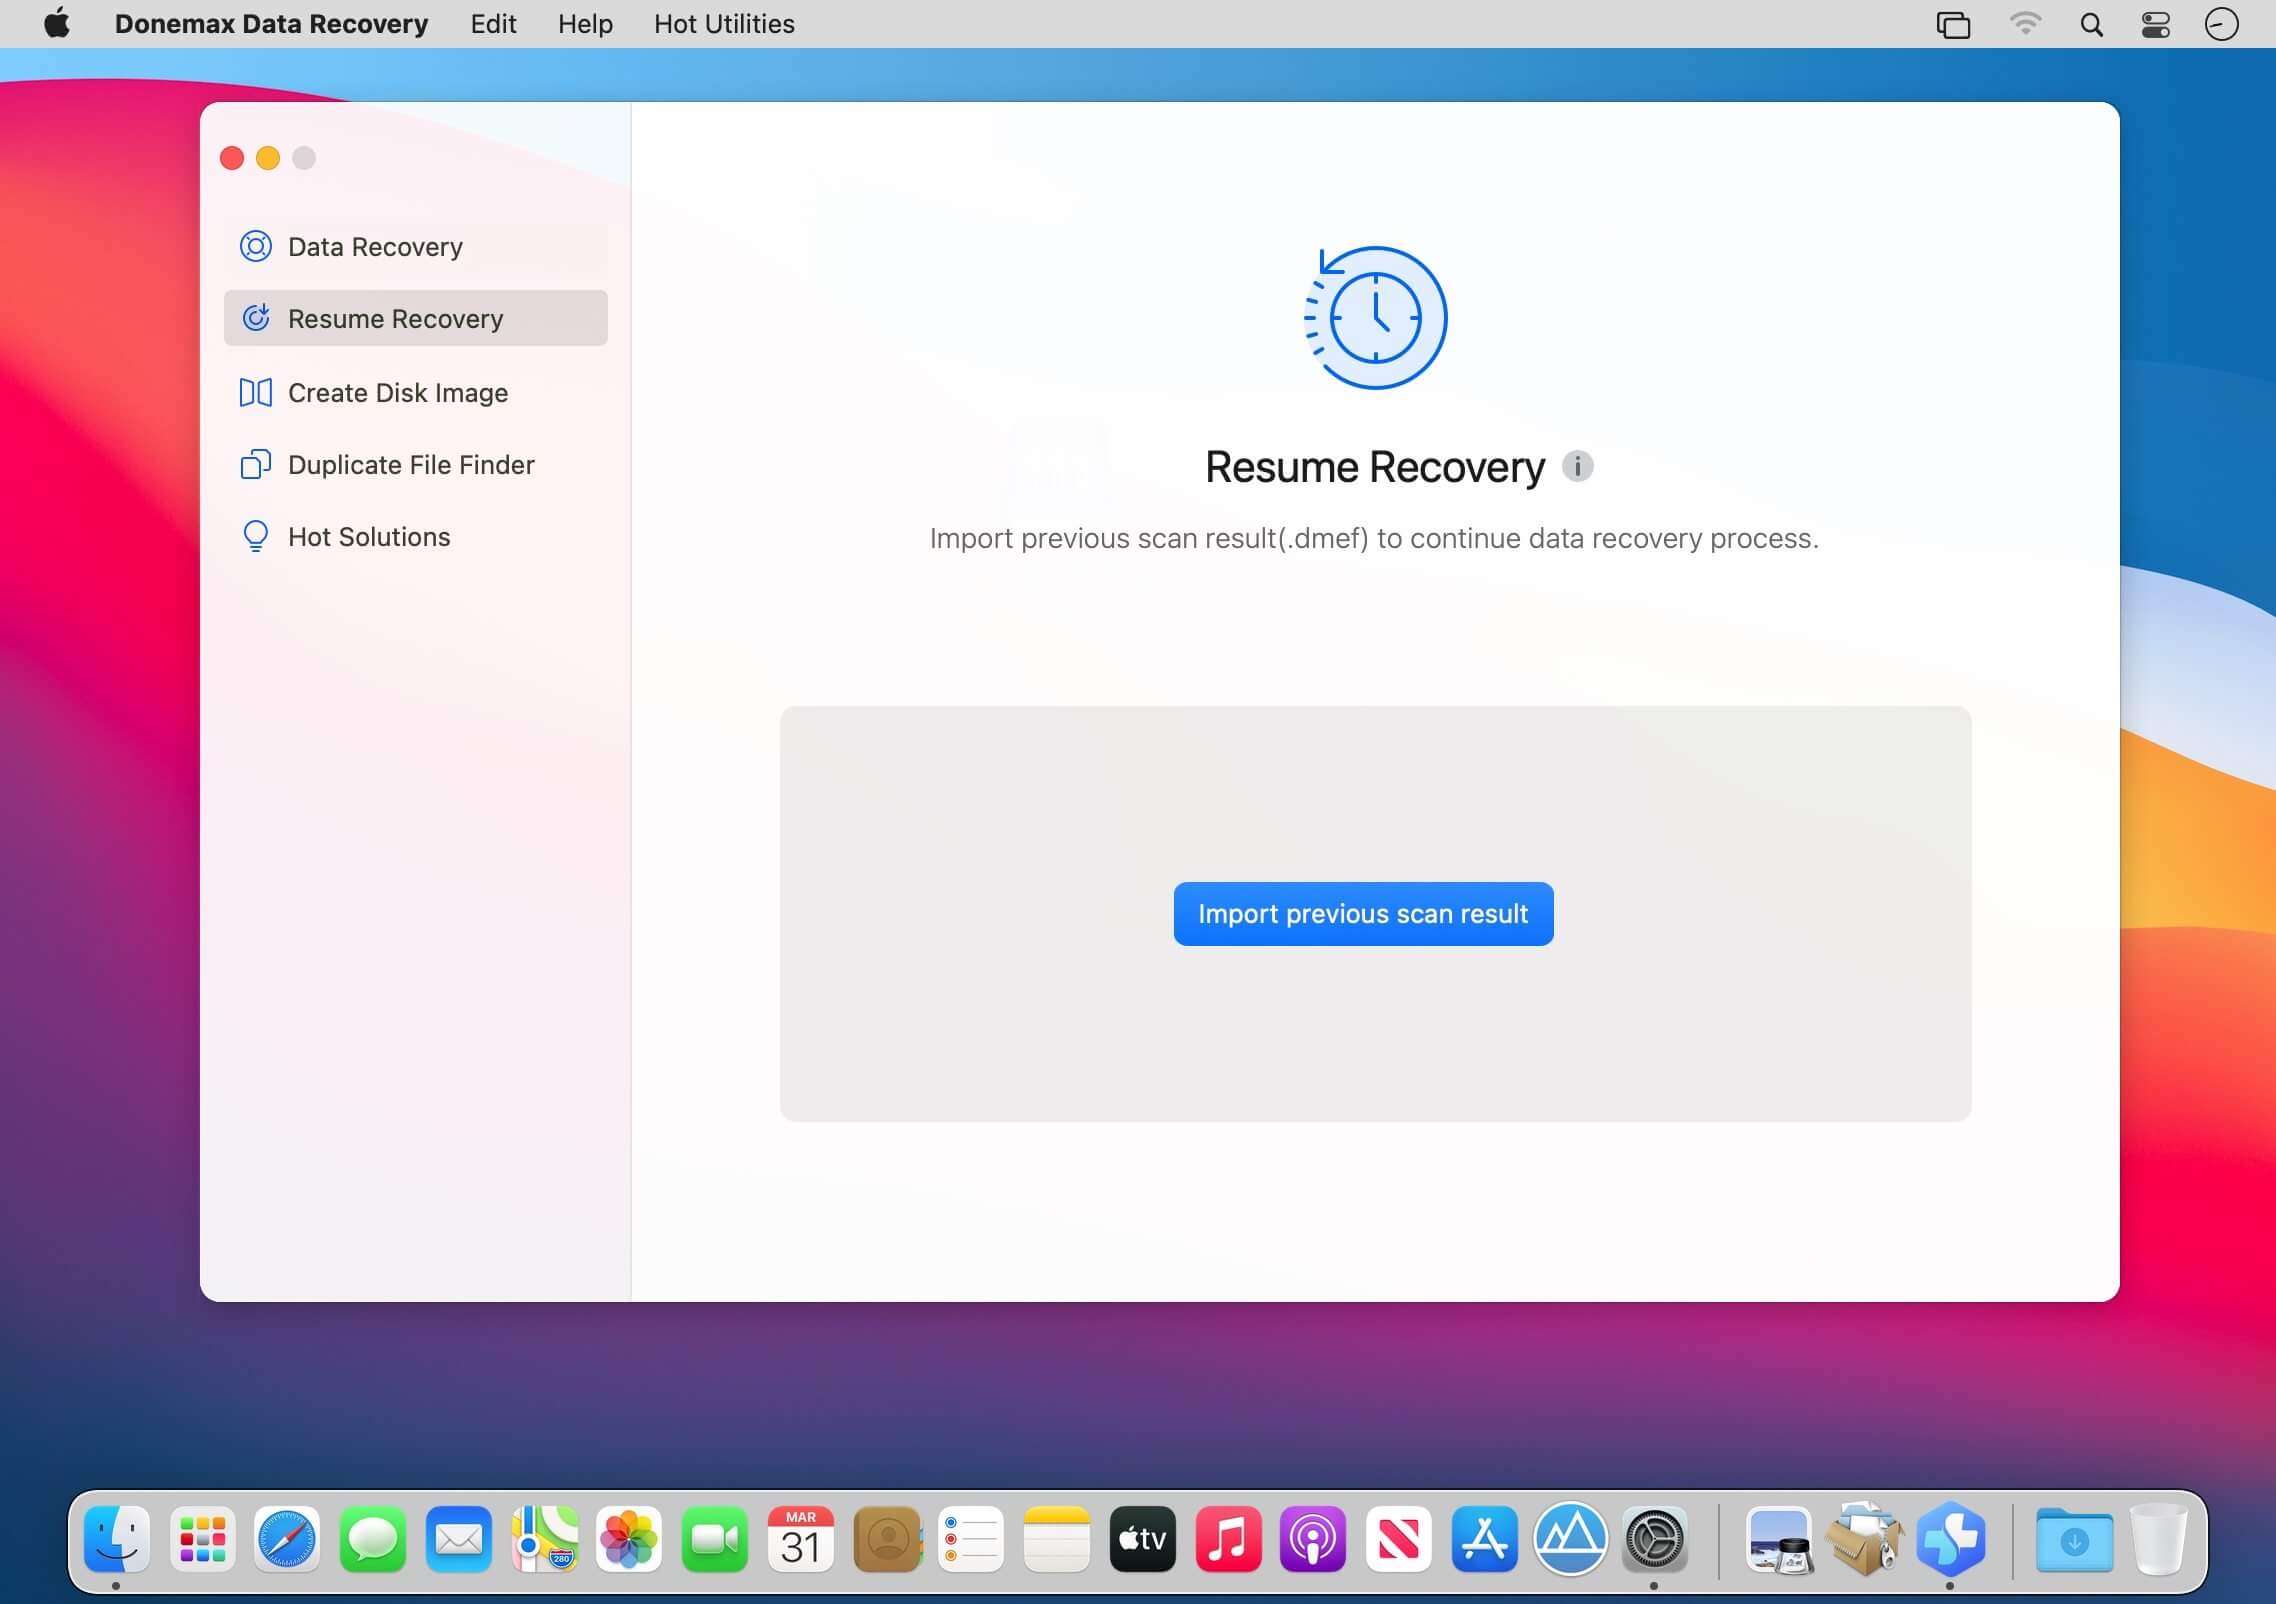 Donemax Data Recovery Edit Help Hot Utilities
Data Recovery
Resume Recovery
Create Disk Image
Duplicate File Finder
Hot Solutions
Resume Recovery
Import previous scan result(.dmef) to continue data recovery process.
Import previous scan result
MAR
31
280
tv